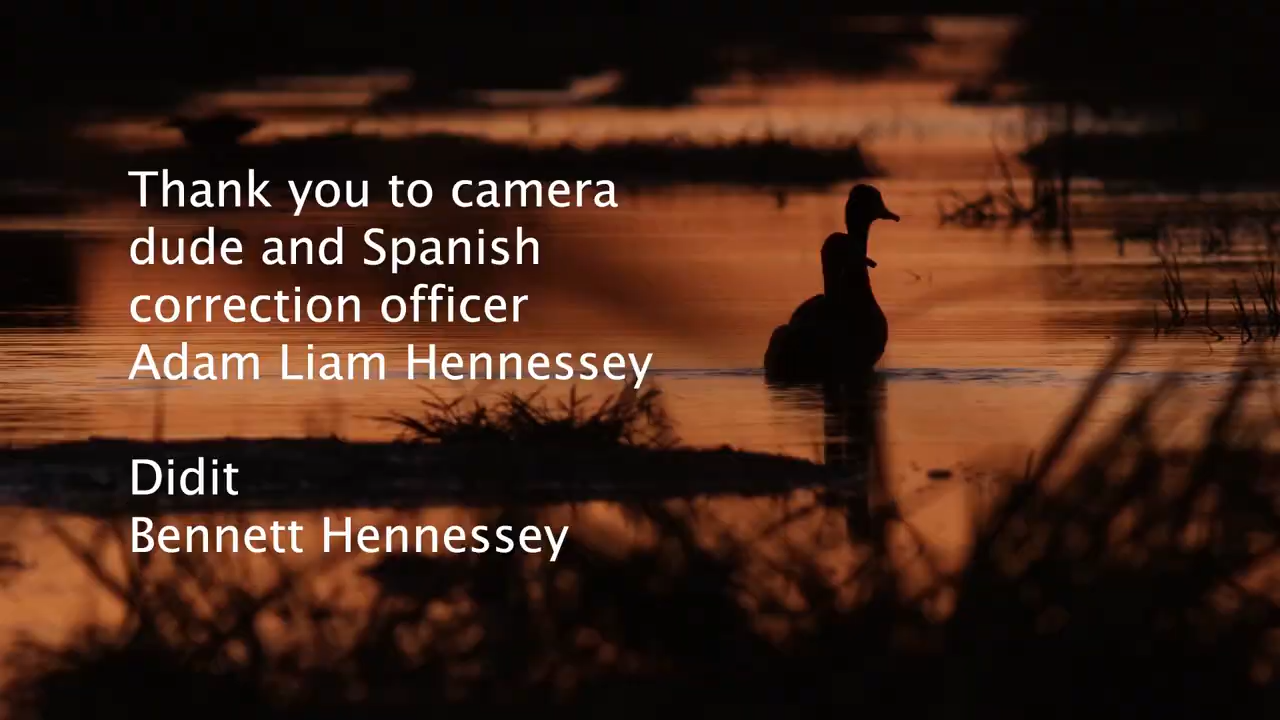 Thank you to camera
dude and Spanish
correction officer
Adam Liam Hennessey
Didit
Bennett Hennessey